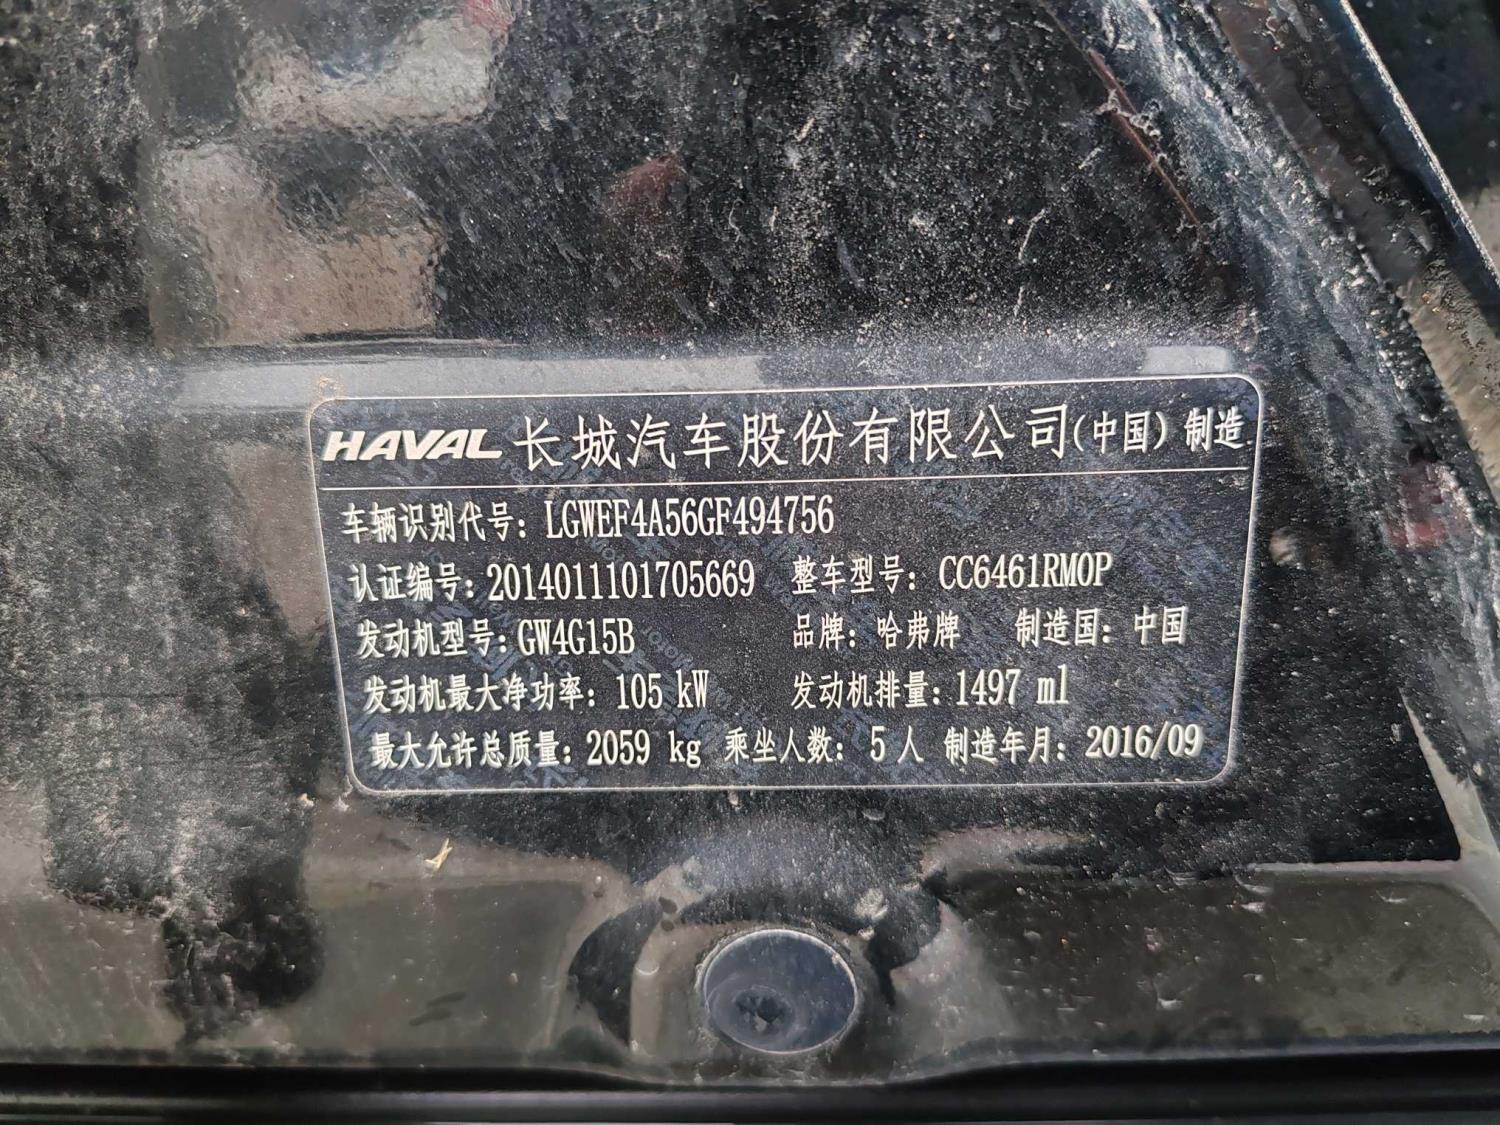 HAVAL 长城汽车股份有限公司(中国)制造
车辆识别代号：LGWEF4A56GF494756
认证编号：2014011101705669 整车型号：CC6461RM0P
发动机型号：GW4G15B 品牌：哈弗牌 制造国：中国
发动机最大净功率：105 kW 发动机排量：1497 ml
最大允许总质量：2059 kg 乘坐人数：5人 制造年月：2016/09